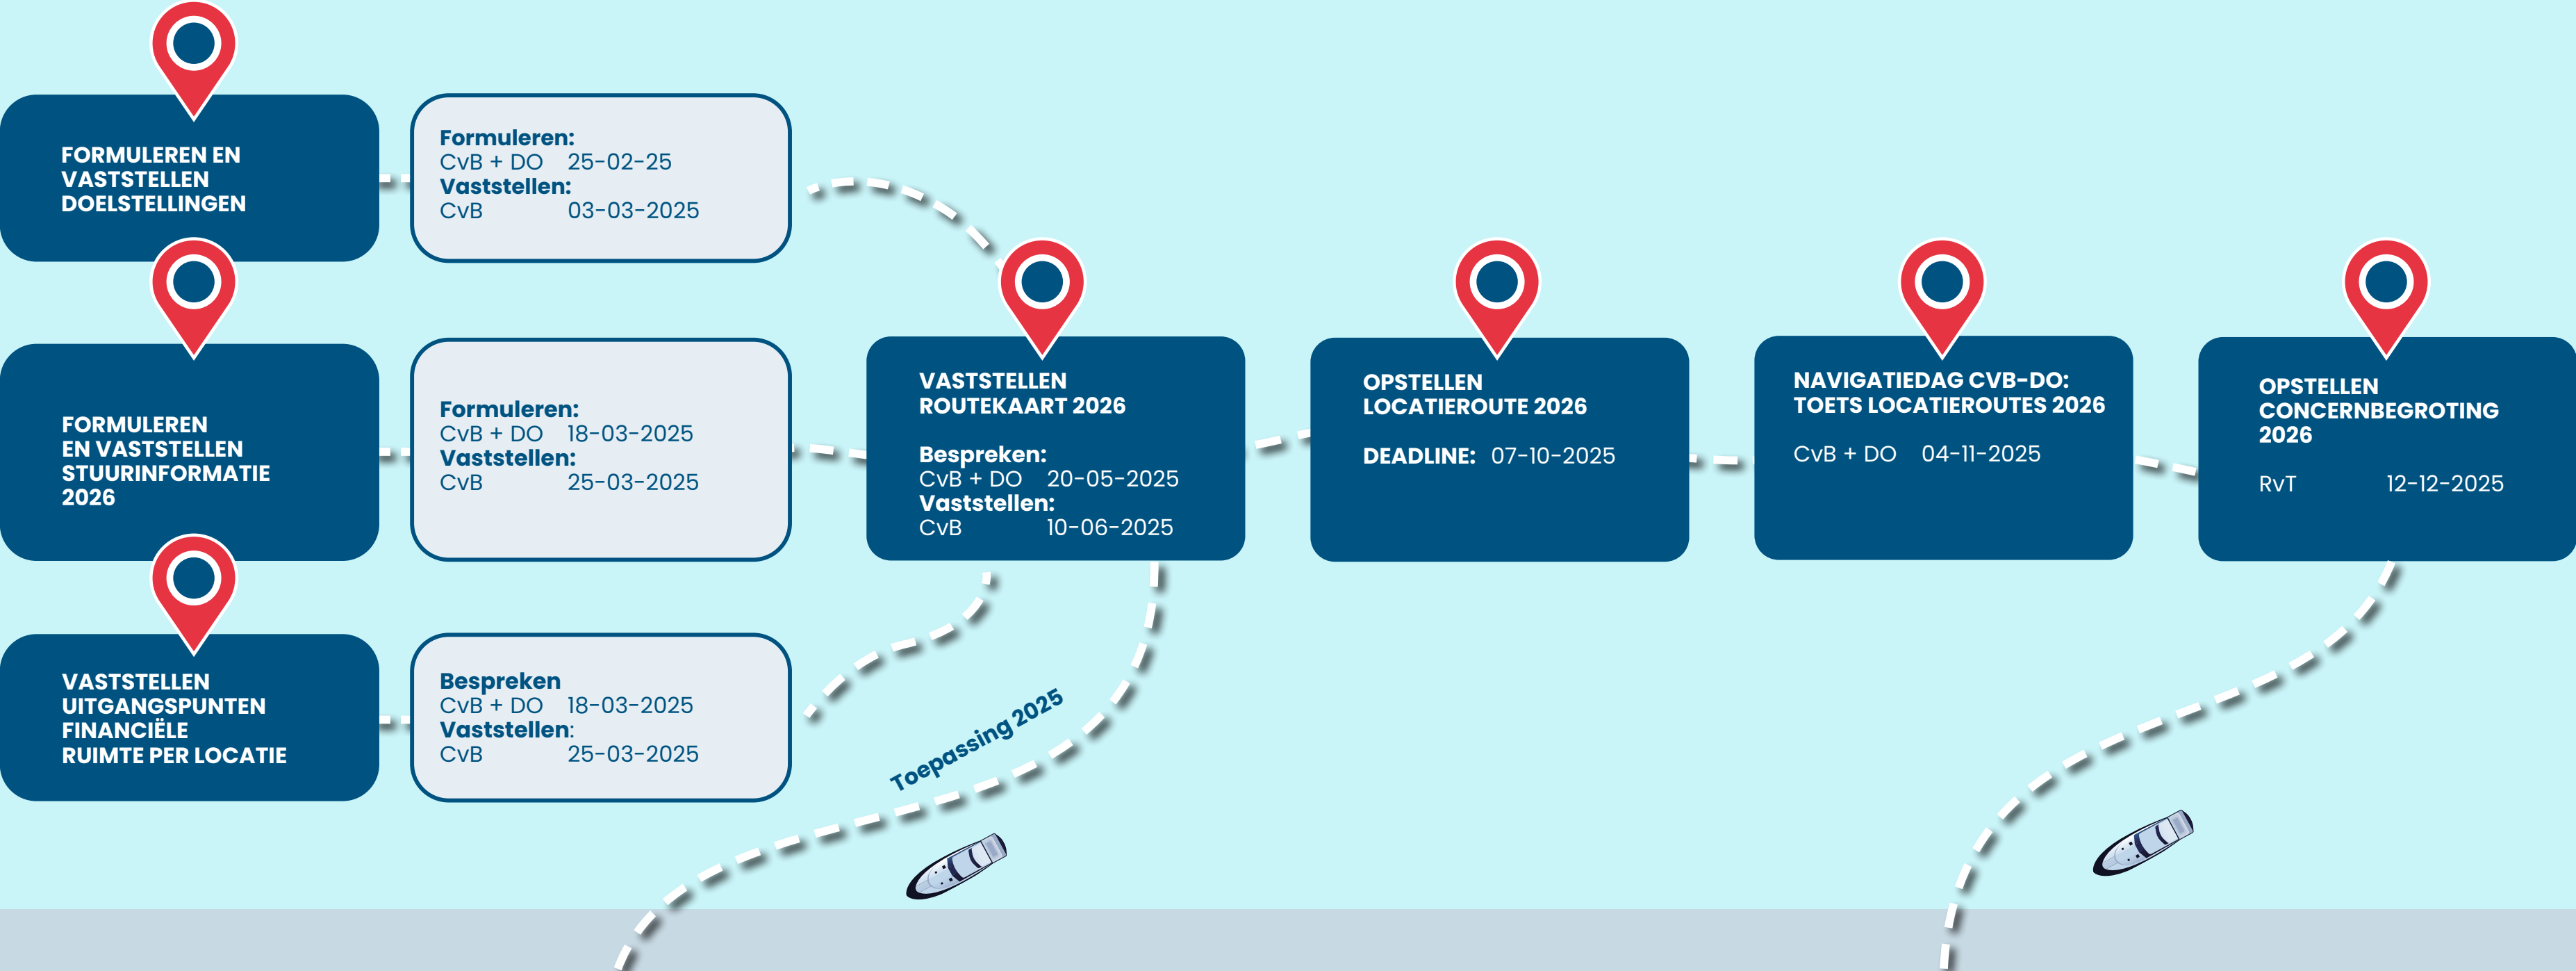 FORMULEREN EN
VASTSTELLEN
DOELSTELLINGEN
Formuleren:
CvB + DO 25-02-25
Vaststellen:
CvB 03-03-2025
FORMULEREN
EN VASTSTELLEN
STUURINFORMATIE
2026
Formuleren:
CvB + DO 18-03-2025
Vaststellen:
CvB 25-03-2025
VASTSTELLEN
UITGANGSPUNTEN
FINANCIËLE
RUIMTE PER LOCATIE
Bespreken
CvB + DO 18-03-2025
Vaststellen:
CvB 25-03-2025
VASTSTELLEN
ROUTEKAART 2026
Bespreken:
CvB + DO 20-05-2025
Vaststellen:
CvB 10-06-2025
OPSTELLEN
LOCATIEROUTE 2026
DEADLINE: 07-10-2025
NAVIGATIEDAG CVB-DO:
TOETS LOCATIEROUTES 2026
CvB + DO 04-11-2025
OPSTELLEN
CONCERNBEGROTING
2026
RvT 12-12-2025
Toepassing 2025